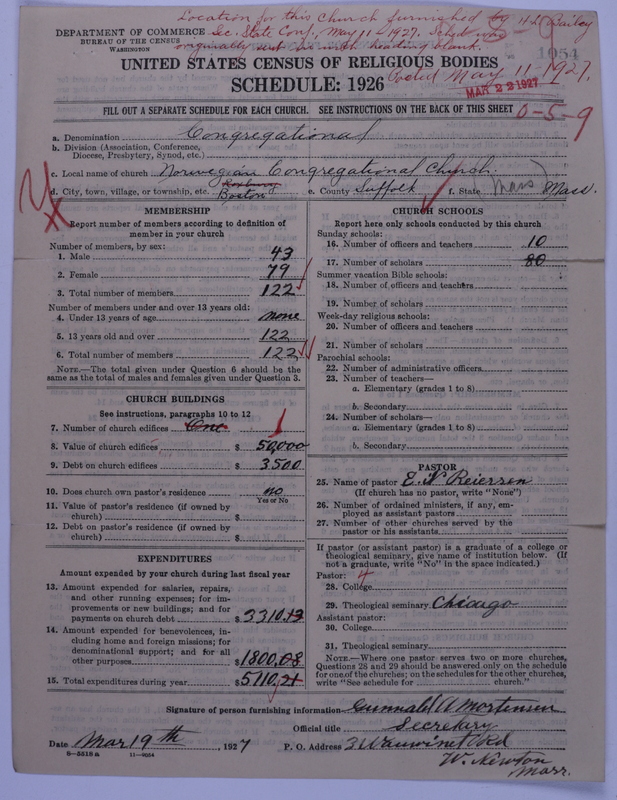 Location for this Church furnished by H.L. Bailey
DEPARTMENT OF COMMERCE Sec. State Conf., May 11 1927. Sched. was
BUREAU OF THE CENSUS
WASHINGTON
originally sent in with heading blank.
1054
UNITED STATES CENSUS OF RELIGIOUS BODIES
SCHEDULE: 1926
May 11, 1927.
MAR 22 1927
FILL OUT A SEPARATE SCHEDULE FOR EACH CHURCH. SEE INSTRUCTIONS ON THE BACK OF THIS SHEET
0-5-9
a. Denomination Congregational
b. Division (Association, Conference, Diocese, Presbytery, Synod, etc.)
c. Local name of church Norwegian Congregational Church
d. City, town, village, or township, etc. Roxbury Boston e. County Suffolk f. State Mass Mass.
MEMBERSHIP
Report number of members according to definition of member in your church
Number of members, by sex:
1. Male 43
2. Female 79
3. Total number of members 122
Number of members under and over 13 years old:
4. Under 13 years of age none
5. 13 years old and over 122
6. Total number of members 122
NOTE.—The total given under Question 6 should be the same as the total of males and females given under Question 3.
CHURCH BUILDINGS
See instructions, paragraphs 10 to 12
7. Number of church edifices One
8. Value of church edifices $ 50,000
9. Debt on church edifices $ 3500
10. Does church own pastor's residence no
Yes or No
11. Value of pastor's residence (if owned by church) $
12. Debt on pastor's residence (if owned by church) $
EXPENDITURES
Amount expended by your church during last fiscal year
13. Amount expended for salaries, repairs, and other running expenses; for improvements or new buildings; and for payments on church debt $ 3310.13
14. Amount expended for benevolences, including home and foreign missions; for denominational support; and for all other purposes $ 1800.08
15. Total expenditures during year $ 5110.21
CHURCH SCHOOLS
Report here only schools conducted by this church
Sunday schools:
16. Number of officers and teachers 10
17. Number of scholars 80
Summer vacation Bible schools:
18. Number of officers and teachers
19. Number of scholars
Week-day religious schools:
20. Number of officers and teachers
21. Number of scholars
Parochial schools:
22. Number of administrative officers
23. Number of teachers—
a. Elementary (grades 1 to 8)
b. Secondary
24. Number of scholars—
a. Elementary (grades 1 to 8)
b. Secondary
PASTOR
25. Name of pastor E. N. Reiersen
(If church has no pastor, write "None")
26. Number of ordained ministers, if any, employed as assistant pastors
27. Number of other churches served by the pastor or his assistants
If pastor (or assistant pastor) is a graduate of a college or theological seminary, give name of institution below. (If not a graduate, write "No" in the space indicated.)
Pastor: 4
28. College
29. Theological seminary Chicago
Assistant pastor:
30. College
31. Theological seminary
NOTE.—Where one pastor serves two or more churches, Questions 28 and 29 should be answered only on the schedule for one of the churches; on the schedules for the other churches, write "See schedule for ........ church."
Signature of person furnishing information Gunnald A Mortensen
Official title Secretary
Date Mar 19th, 1927 P. O. Address 3 Wauwinet Rd
W. Newton
Mass.
8—5518a 11—9054